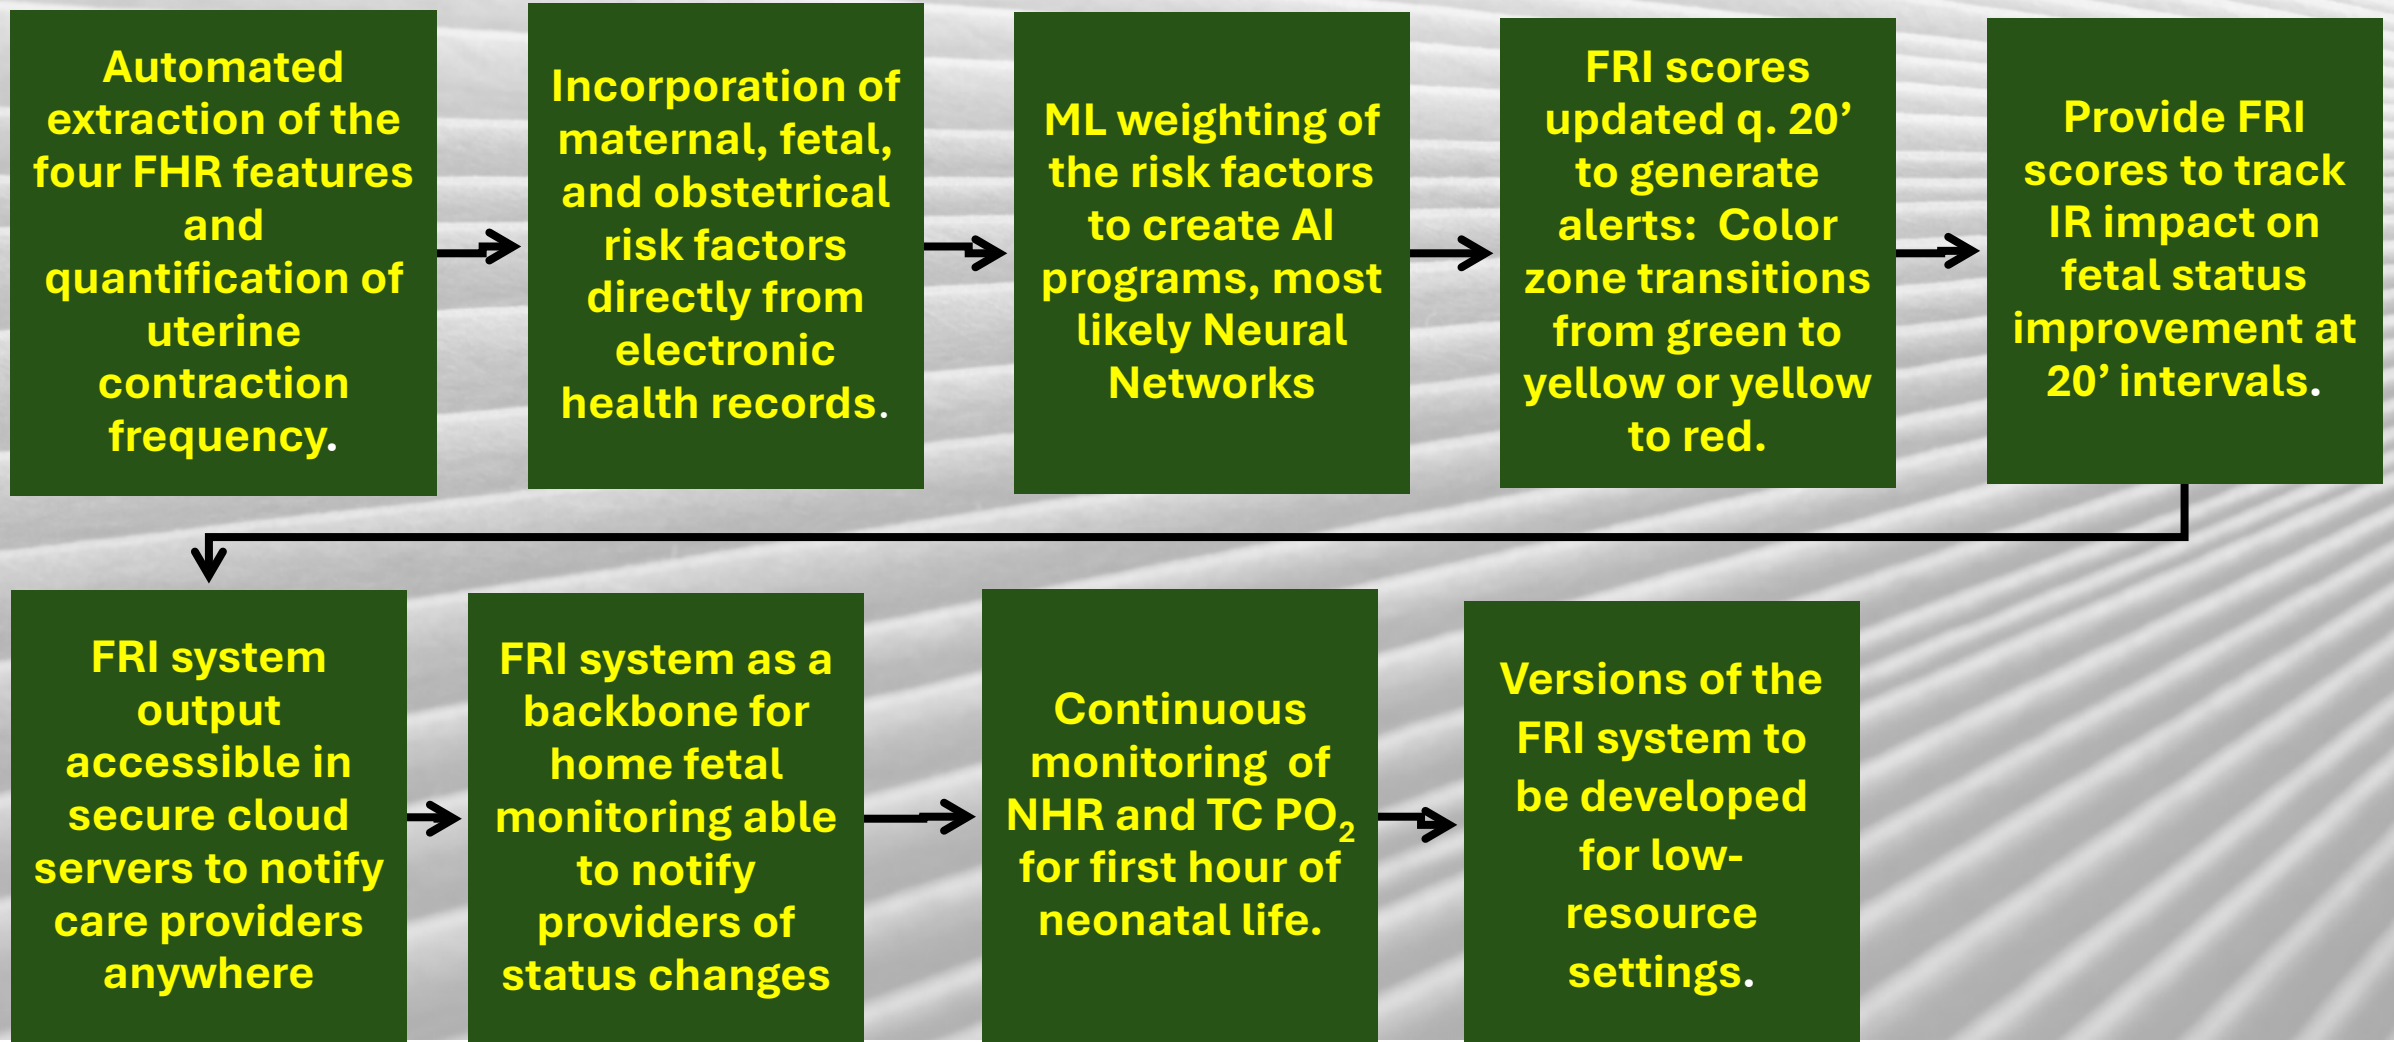 Automated
extraction of the
four FHR features
and
quantification of
uterine
contraction
frequency.
Incorporation of
maternal, fetal,
and obstetrical
risk factors
directly from
electronic
health records.
ML weighting of
the risk factors
to create AI
programs, most
likely Neural
Networks
FRI scores
updated q. 20’
to generate
alerts:  Color
zone transitions
from green to
yellow or yellow
to red.
Provide FRI
scores to track
IR impact on
fetal status
improvement at
20’ intervals.
FRI system
output
accessible in
secure cloud
servers to notify
care providers
anywhere
FRI system as a
backbone for
home fetal
monitoring able
to notify
providers of
status changes
Continuous
monitoring  of
NHR and TC PO₂
for first hour of
neonatal life.
Versions of the
FRI system to
be developed
for low-
resource
settings.